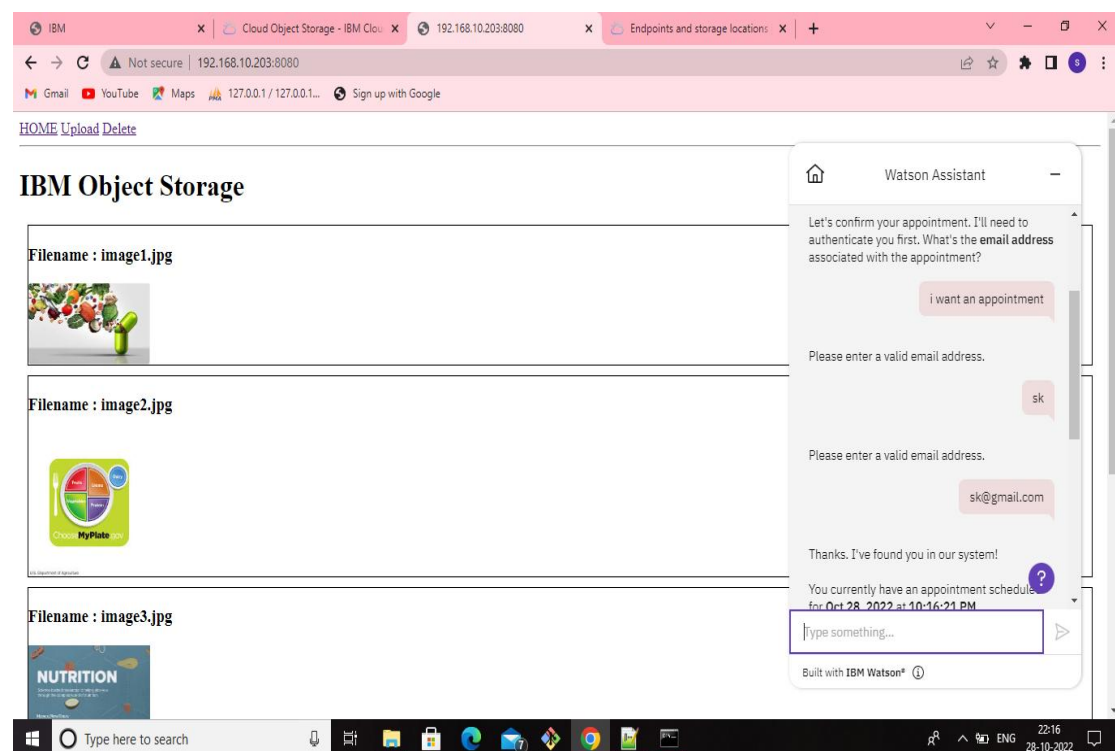 IBM
Cloud Object Storage - IBM Clou
192.168.10.203:8080
Endpoints and storage locations
Not secure | 192.168.10.203:8080
S
Gmail YouTube Maps 127.0.0.1 / 127.0.0.1... Sign up with Google
HOME Upload Delete
IBM Object Storage
Filename : image1.jpg
Filename : image2.jpg
ChooseMyPlate.gov
Filename : image3.jpg
NUTRITION
Watson Assistant
Let's confirm your appointment. I'll need to
authenticate you first. What's the email address
associated with the appointment?
i want an appointment
Please enter a valid email address.
sk
Please enter a valid email address.
sk@gmail.com
Thanks. I've found you in our system!
?
You currently have an appointment schedule
for Oct 28, 2022 at 10:16:21 PM
Type something...
Built with IBM Watson®
Type here to search
ENG
22:16
28-10-2022